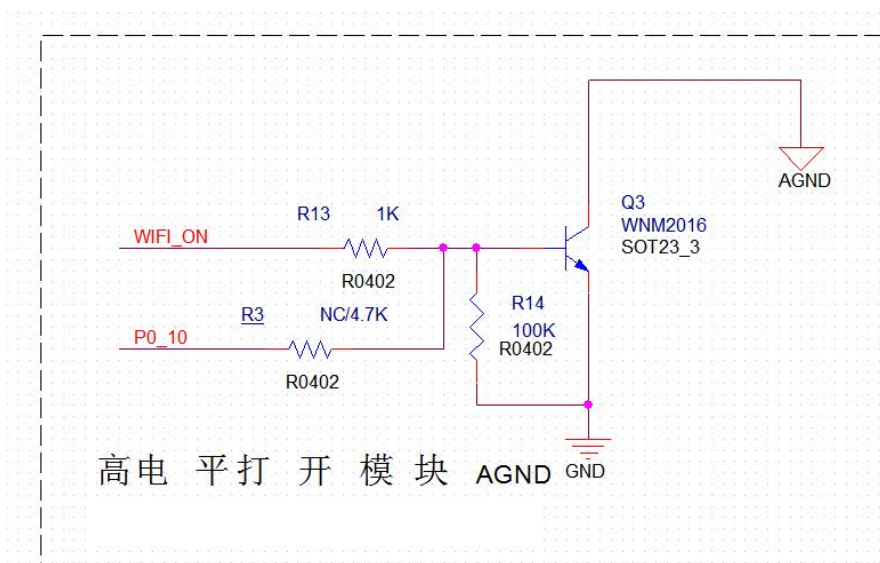 AGND
Q3
WNM2016
SOT23_3
R13 1K
WIFI_ON
R0402
R3 NC/4.7K
P0_10
R0402
R14
100K
R0402
高电 平打 开 模 块 AGND
GND